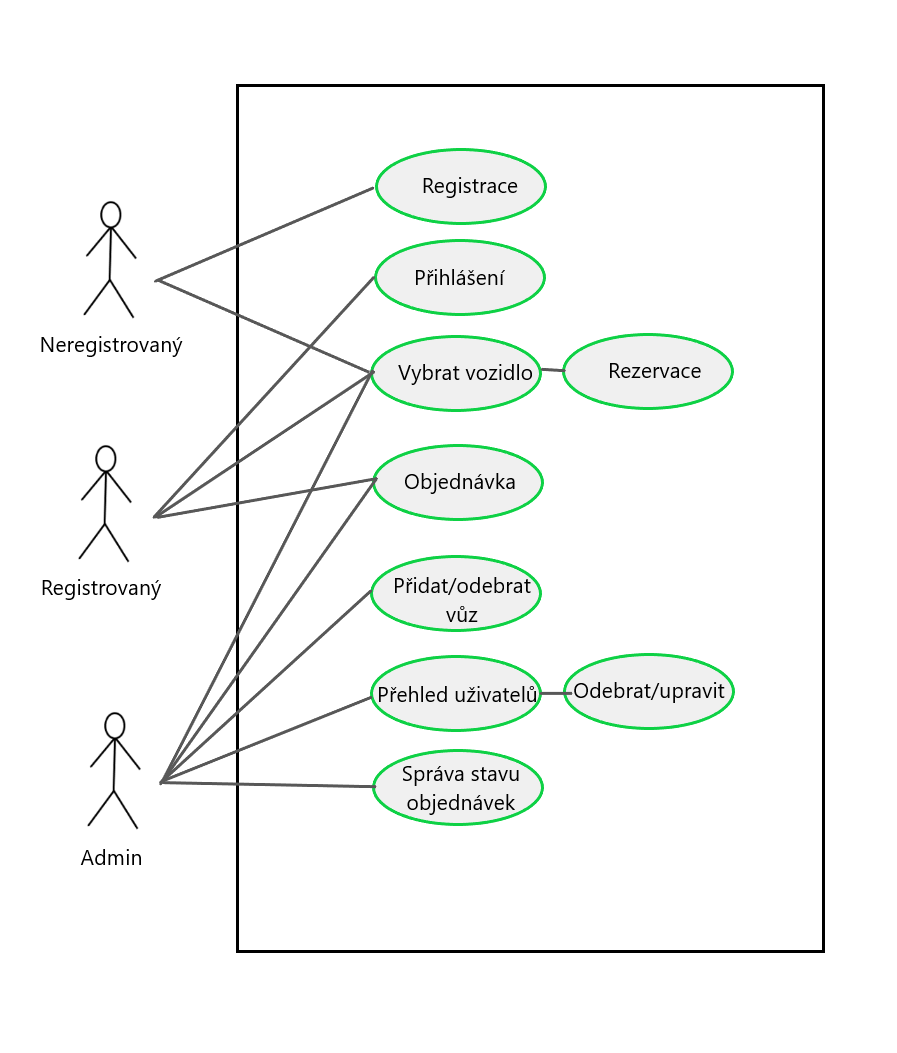 Registrace
Přihlášení
Neregistrovaný
Vybrat vozidlo
Rezervace
Objednávka
Registrovaný
Přidat/odebrat
vůz
Přehled uživatelů
Odebrat/upravit
Správa stavu
objednávek
Admin